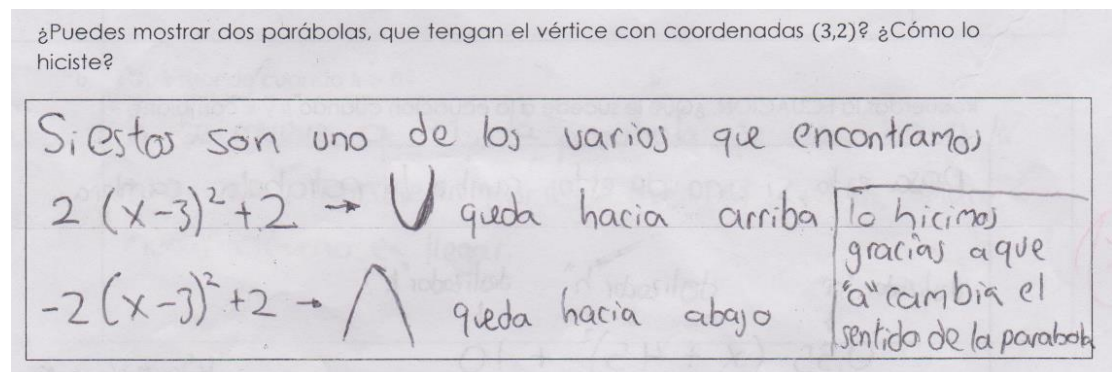 ¿Puedes mostrar dos parábolas, que tengan el vértice con coordenadas (3,2)? ¿Cómo lo
hiciste?
Si estos son uno de los varios que encontramos
2(x-3)²+2 → queda hacia arriba
-2(x-3)²+2 → queda hacia abajo
lo hicimos
gracias a que
"a" cambia el
sentido de la parabola